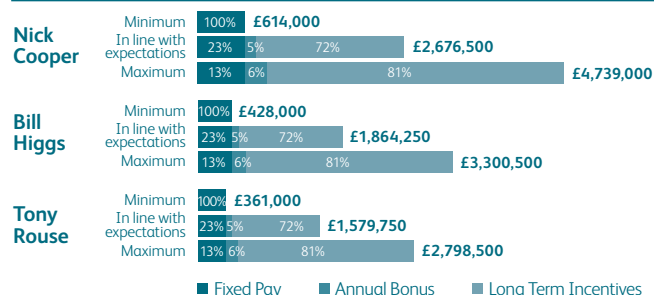 Nick Cooper
Minimum 100% £614,000
In line with expectations 23% 5% 72% £2,676,500
Maximum 13% 6% 81% £4,739,000
Bill Higgs
Minimum 100% £428,000
In line with expectations 23% 5% 72% £1,864,250
Maximum 13% 6% 81% £3,300,500
Tony Rouse
Minimum 100% £361,000
In line with expectations 23% 5% 72% £1,579,750
Maximum 13% 6% 81% £2,798,500
Fixed Pay Annual Bonus Long Term Incentives